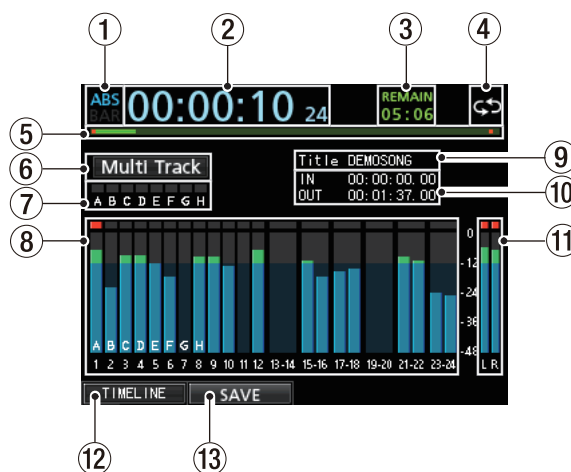 1 2 3 4
ABS 00:00:10 24 REMAIN
BAR 05:06
5
6 Multi Track Title DEMOSONG 9
IN 00:00:00.00
OUT 00:01:37.00 10
7 A B C D E F G H
8 0 11
-12
-24
-36
A B C D E F G H -48
1 2 3 4 5 6 7 8 9 10 11 12 13-14 15-16 17-18 19-20 21-22 23-24 L R
TIMELINE SAVE
12 13